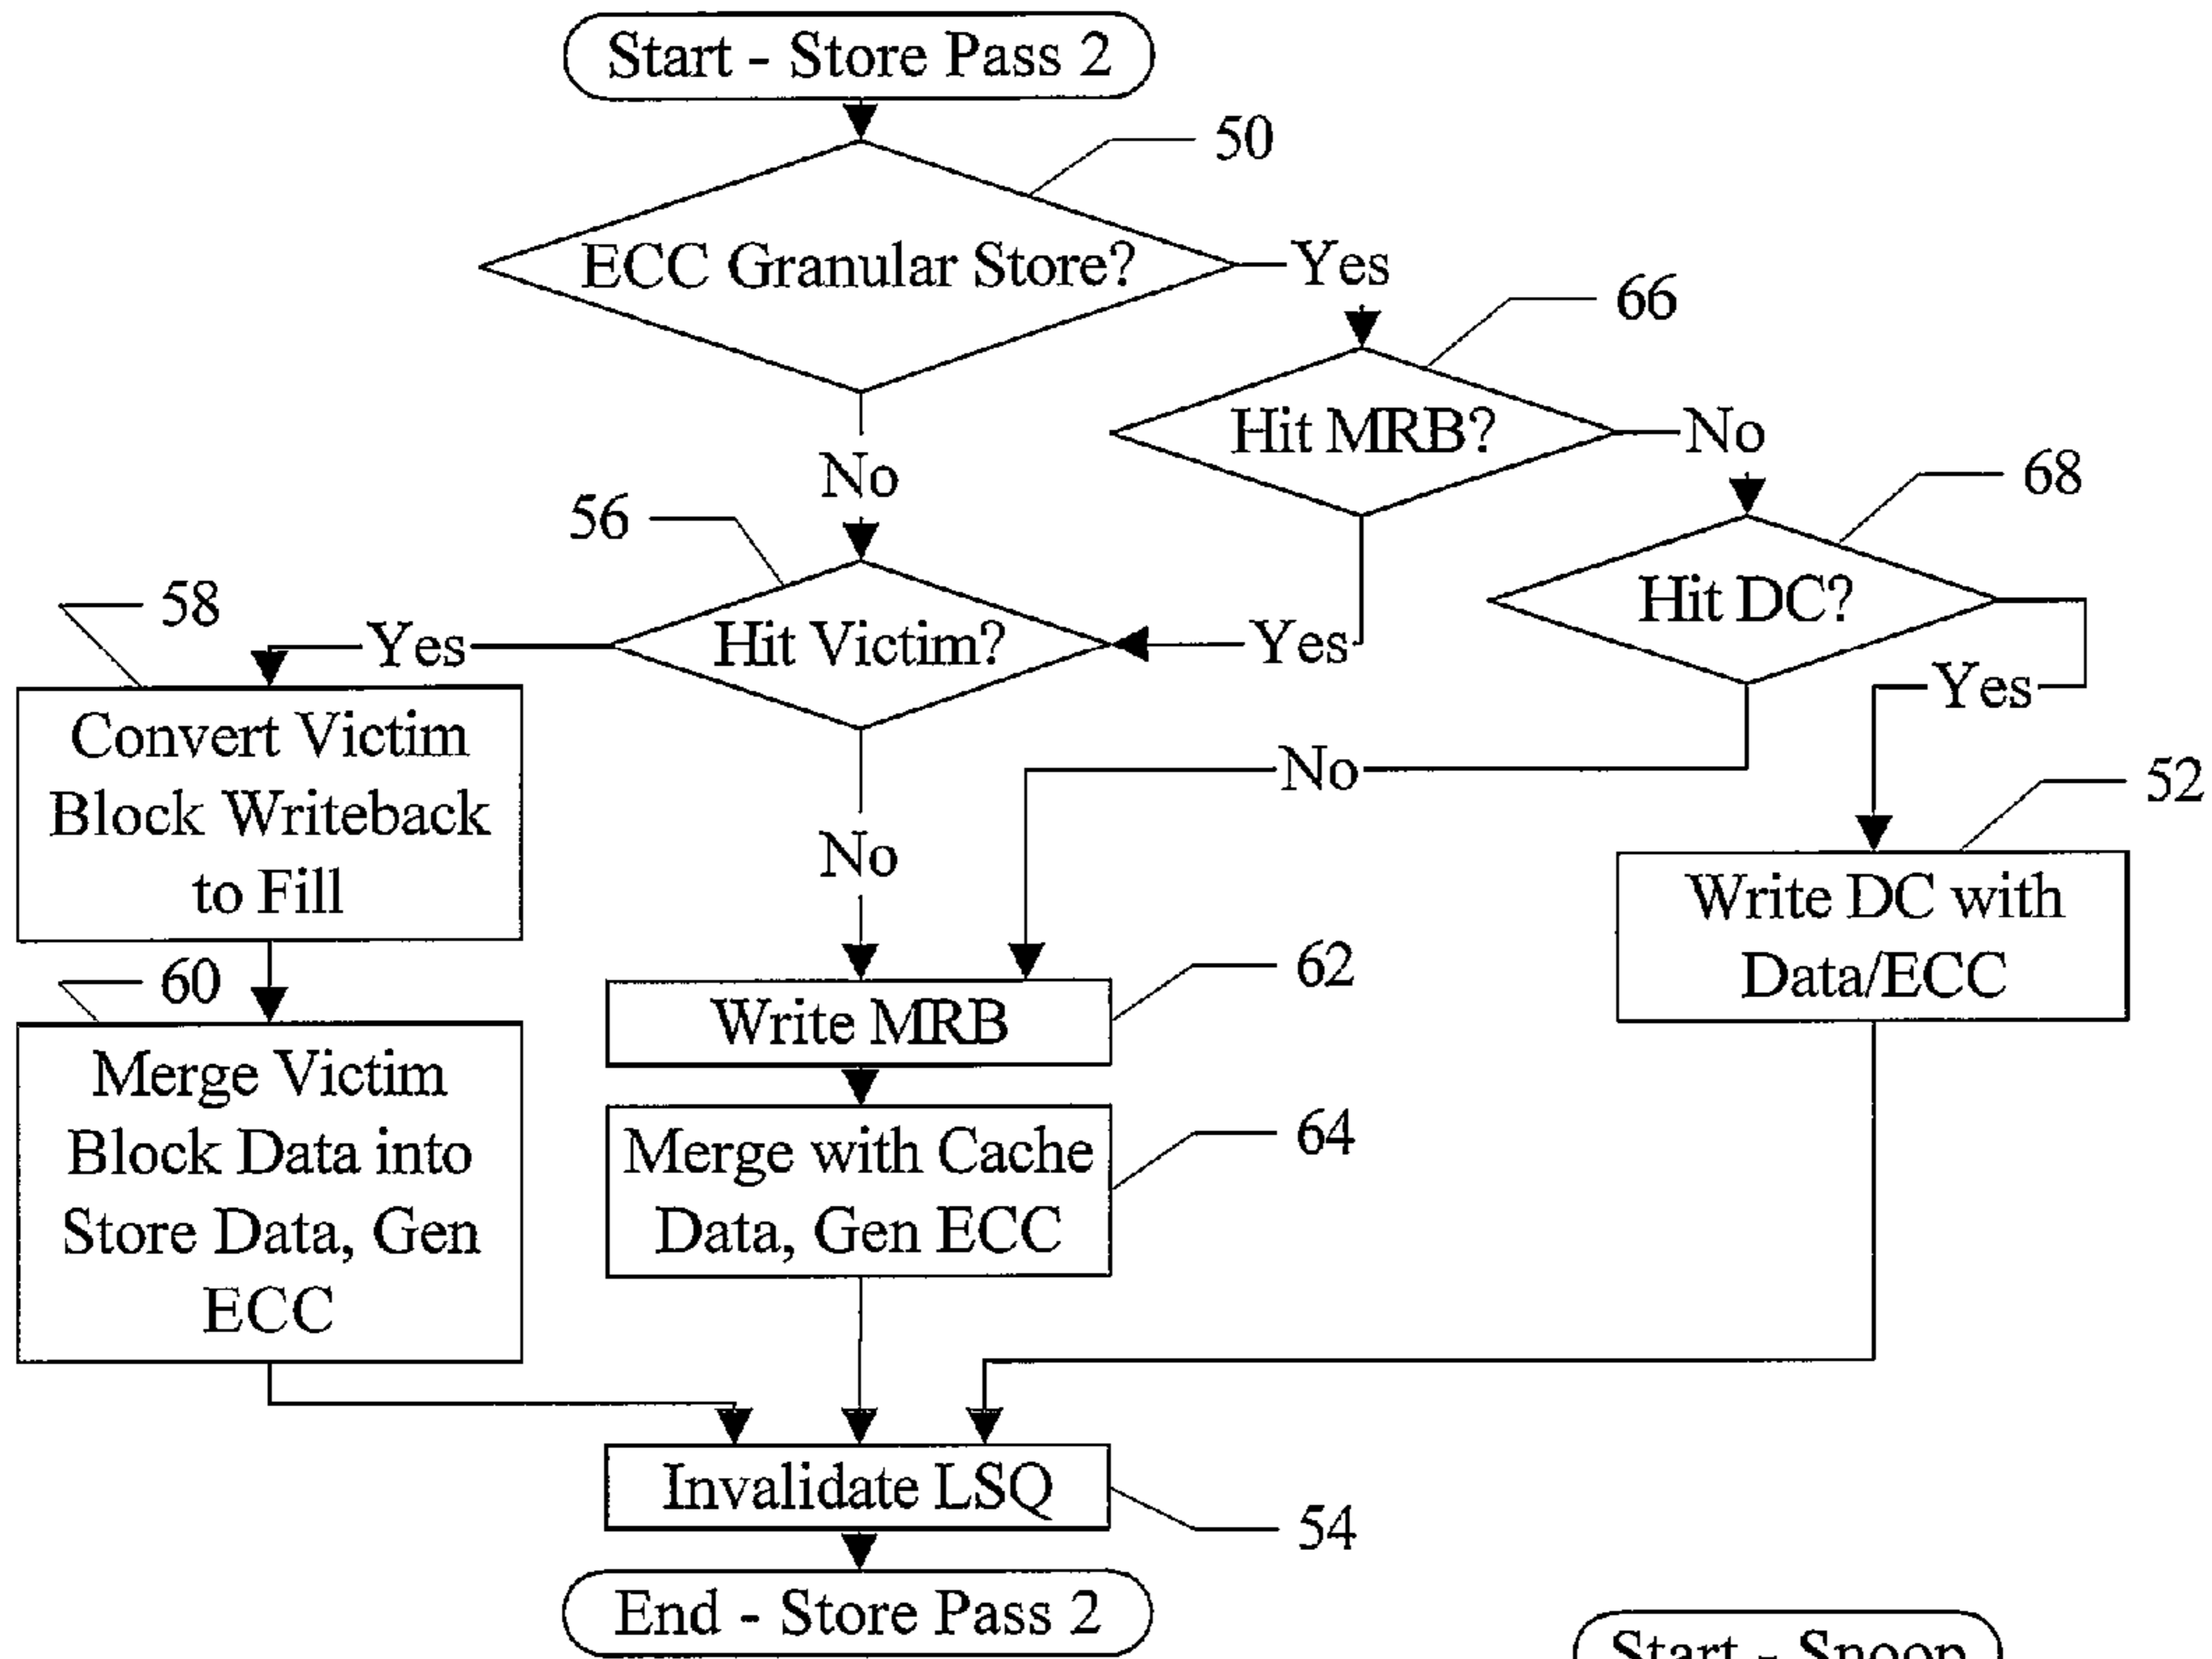 Start - Store Pass 2
50
ECC Granular Store?
Yes
66
Hit MRB?
No
68
No
56
Hit DC?
58
Yes
Hit Victim?
Yes
Yes
Convert Victim
Block Writeback
to Fill
No
52
No
Write DC with
Data/ECC
60
62
Write MRB
Merge Victim
Block Data into
Store Data, Gen
ECC
64
Merge with Cache
Data, Gen ECC
Invalidate LSQ
54
End - Store Pass 2
Start - Snoop